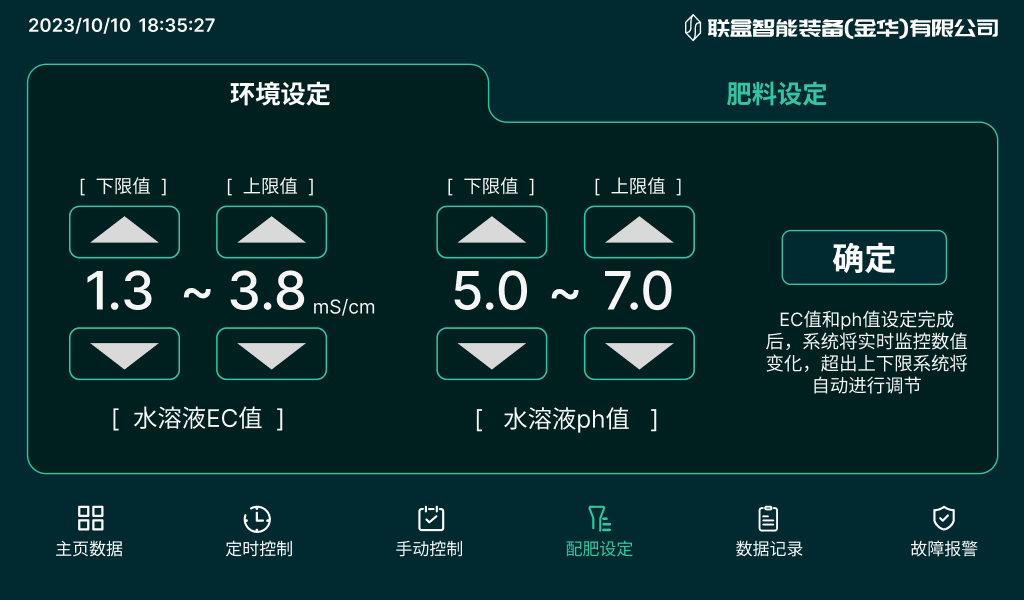 2023/10/10 18:35:27
联盒智能装备(金华)有限公司
环境设定
肥料设定
[ 下限值 ]
[ 上限值 ]
[ 下限值 ]
[ 上限值 ]
1.3 ~ 3.8 mS/cm
5.0 ~ 7.0
确定
EC值和ph值设定完成
后，系统将实时监控数值
变化，超出上下限系统将
自动进行调节
[ 水溶液EC值 ]
[ 水溶液ph值 ]
主页数据
定时控制
手动控制
配肥设定
数据记录
故障报警